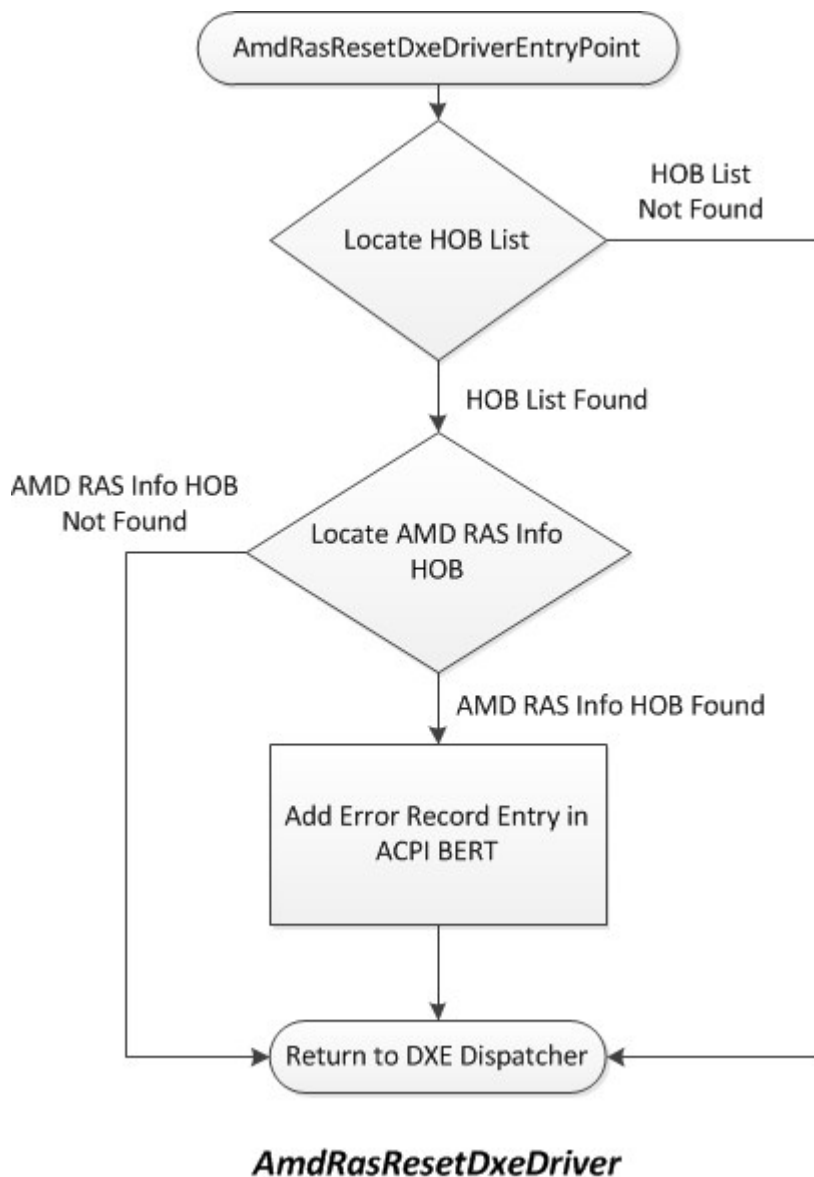 AmdRasResetDxeDriverEntryPoint
HOB List
Not Found
Locate HOB List
HOB List Found
AMD RAS Info HOB
Not Found
Locate AMD RAS Info
HOB
AMD RAS Info HOB Found
Add Error Record Entry in
ACPI BERT
Return to DXE Dispatcher
AmdRasResetDxeDriver